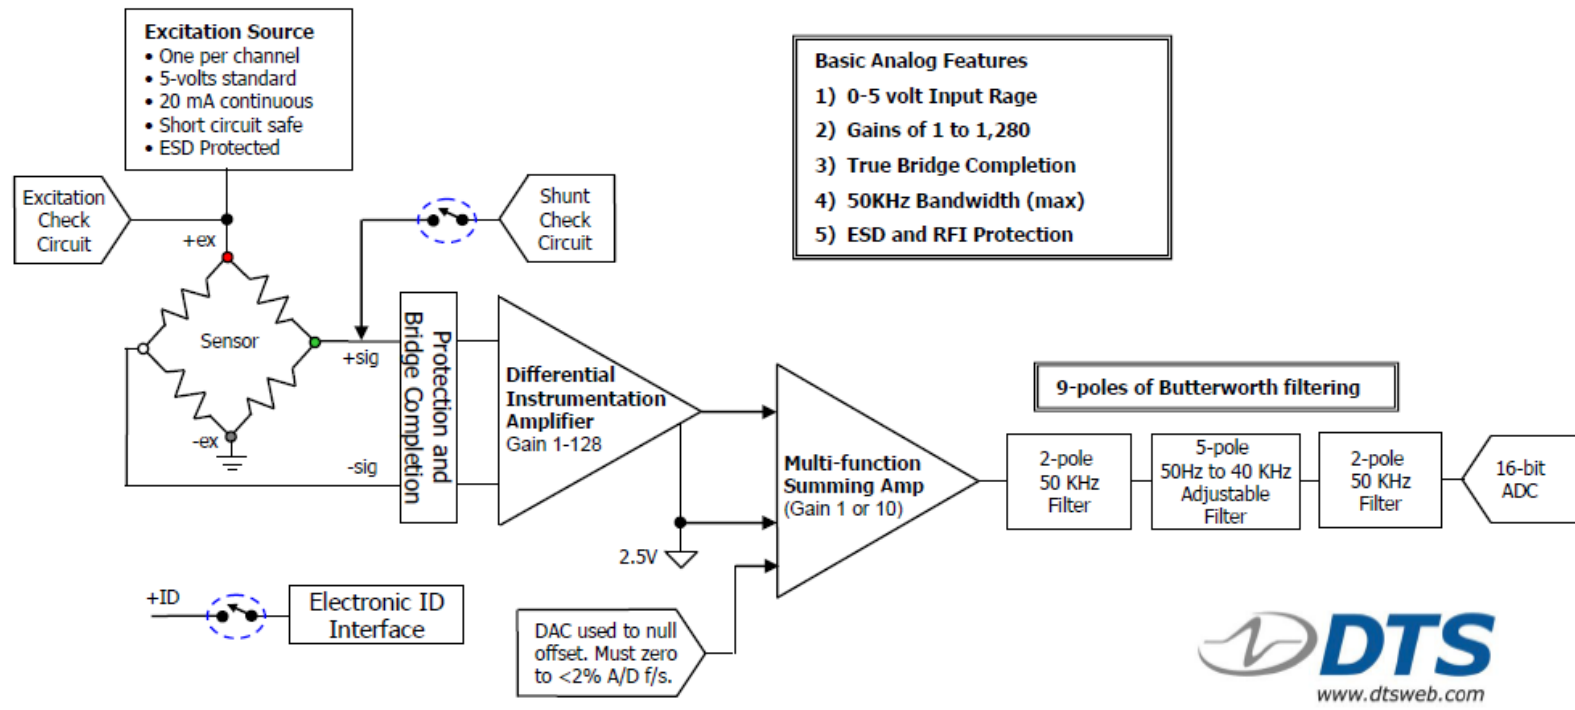 Excitation Source
• One per channel
• 5-volts standard
• 20 mA continuous
• Short circuit safe
• ESD Protected
Basic Analog Features
1) 0-5 volt Input Rage
2) Gains of 1 to 1,280
3) True Bridge Completion
4) 50KHz Bandwidth (max)
5) ESD and RFI Protection
Excitation
Check
Circuit
Shunt
Check
Circuit
+ex
Sensor
-ex
+sig
-sig
Protection and
Bridge Completion
Differential
Instrumentation
Amplifier
Gain 1-128
Multi-function
Summing Amp
(Gain 1 or 10)
9-poles of Butterworth filtering
2-pole
50 KHz
Filter
5-pole
50Hz to 40 KHz
Adjustable
Filter
2-pole
50 KHz
Filter
16-bit
ADC
2.5V
+ID
Electronic ID
Interface
DAC used to null
offset. Must zero
to <2% A/D f/s.
DTS
www.dtsweb.com